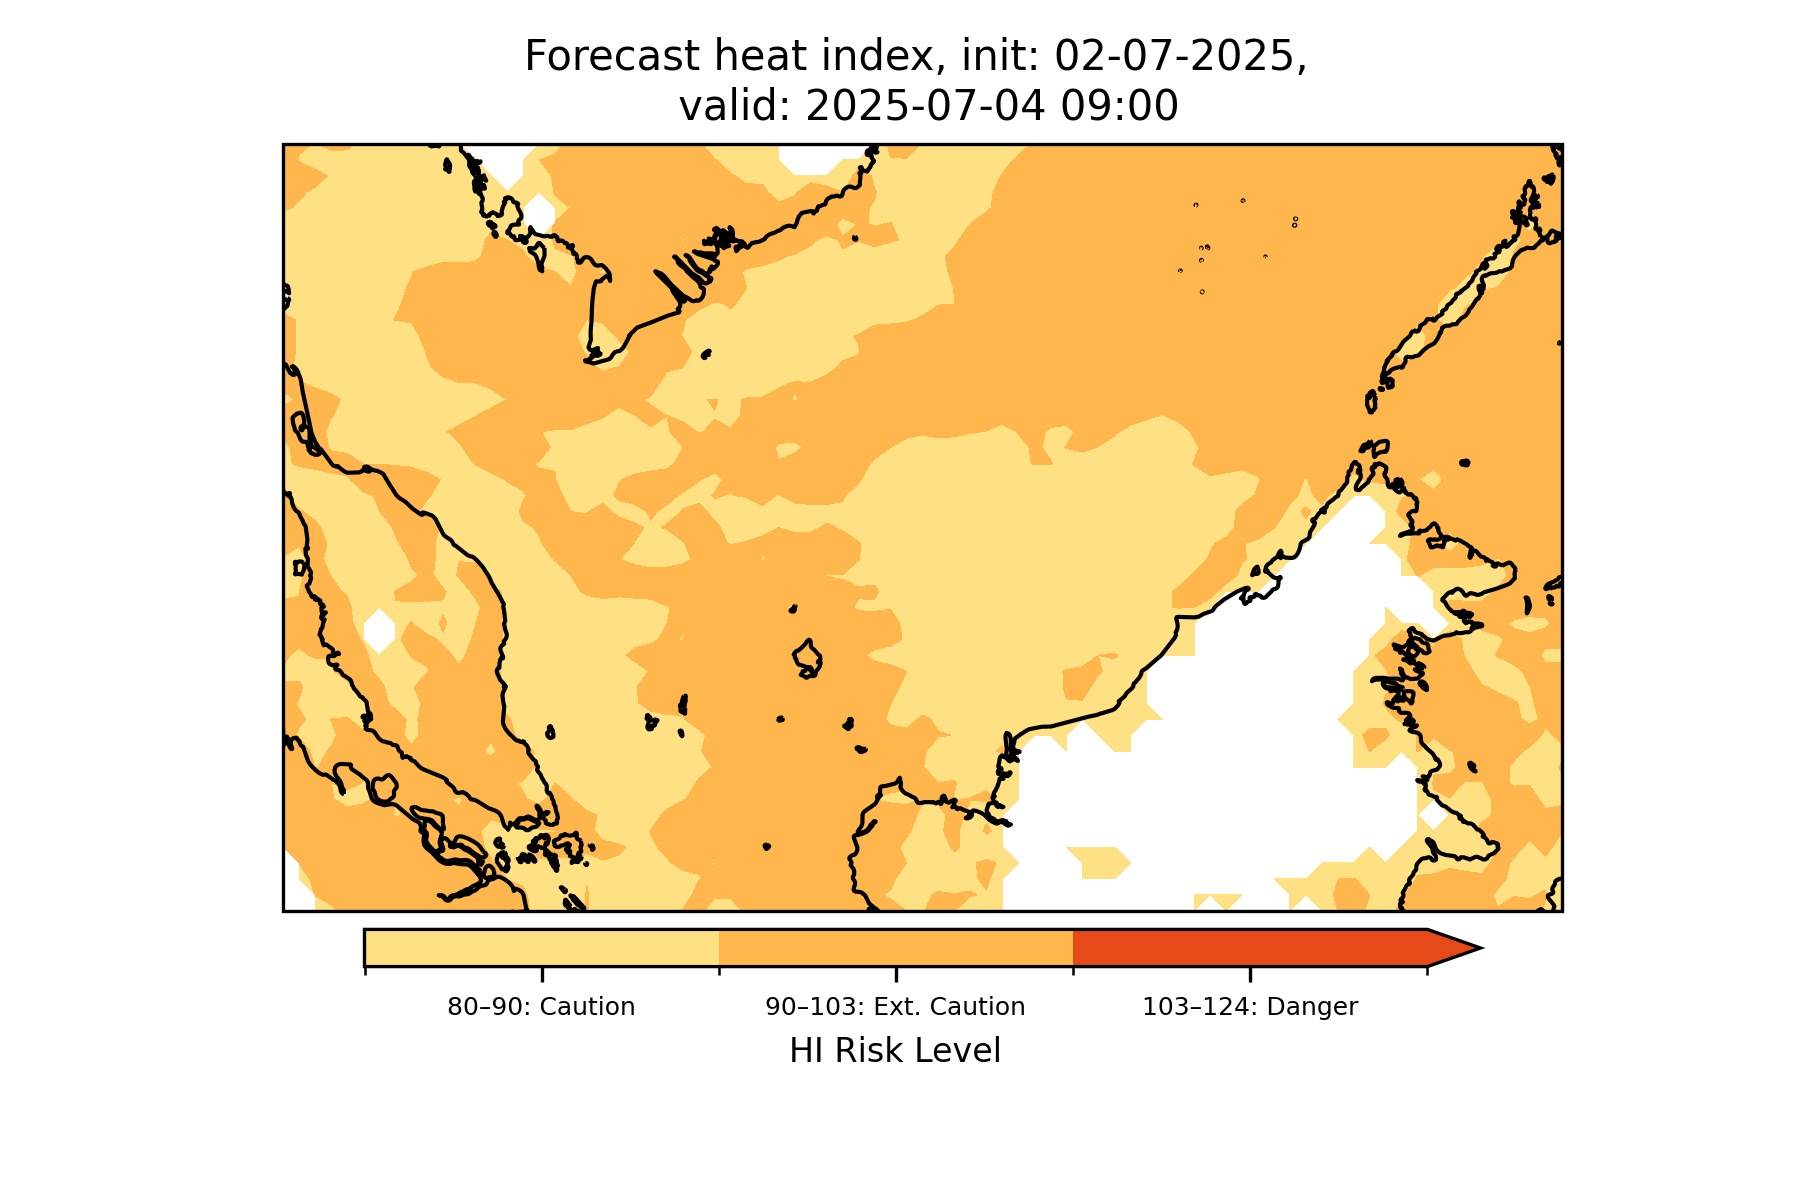 Forecast heat index, init: 02-07-2025,
valid: 2025-07-04 09:00
80–90: Caution
90–103: Ext. Caution
103–124: Danger
HI Risk Level